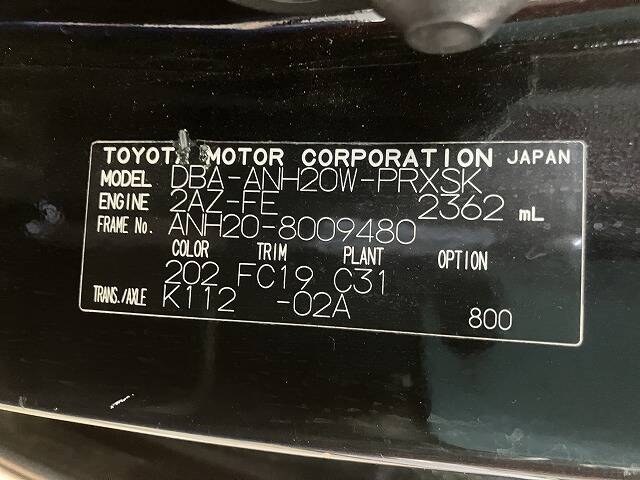 TOYOTA MOTOR CORPORATION JAPAN
MODEL DBA-ANH20W-PRXSK
ENGINE 2AZ-FE 2362 mL
FRAME No. ANH20-8009480
COLOR TRIM PLANT OPTION
202 FC19 C31
TRANS./AXLE K112 -02A
800